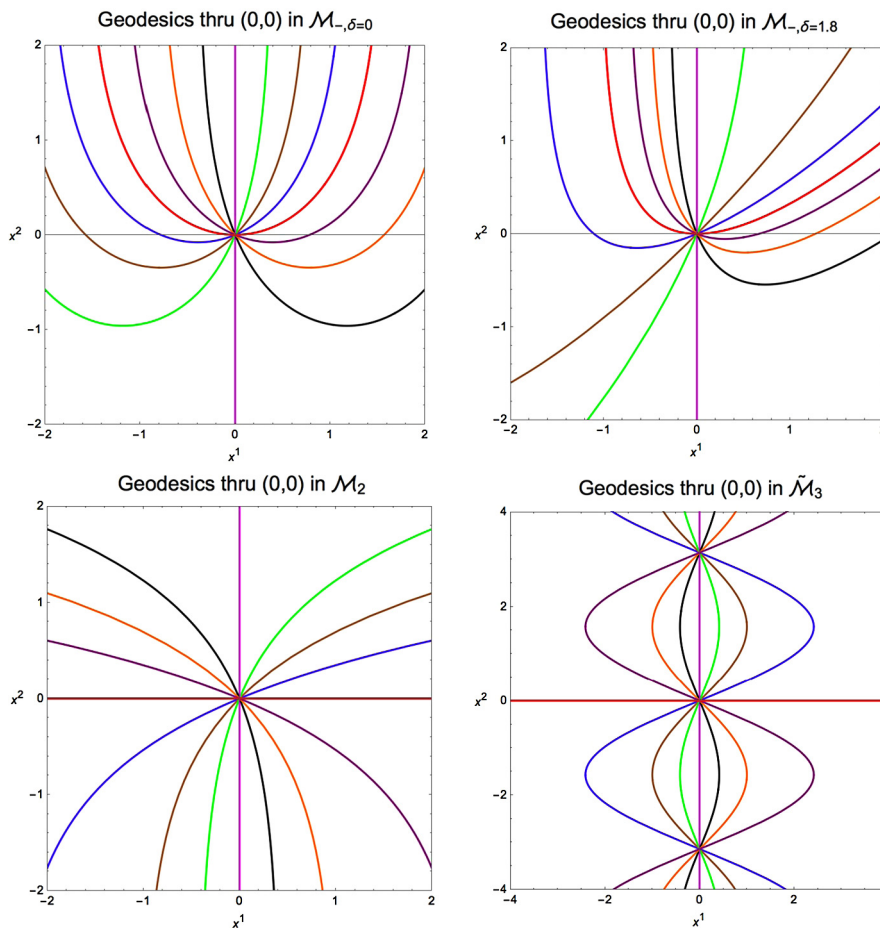 Geodesics thru (0,0) in ℳ₋,δ=0
2
1
x² 0
-1
-2
-2 -1 0 1 2
x¹
Geodesics thru (0,0) in ℳ₋,δ=1.8
2
1
x² 0
-1
-2
-2 -1 0 1
x¹
Geodesics thru (0,0) in ℳ₂
2
1
x² 0
-1
-2
-2 -1 0 1 2
x¹
Geodesics thru (0,0) in ℳ̃₃
4
2
x² 0
-2
-4
-4 -2 0 2
x¹